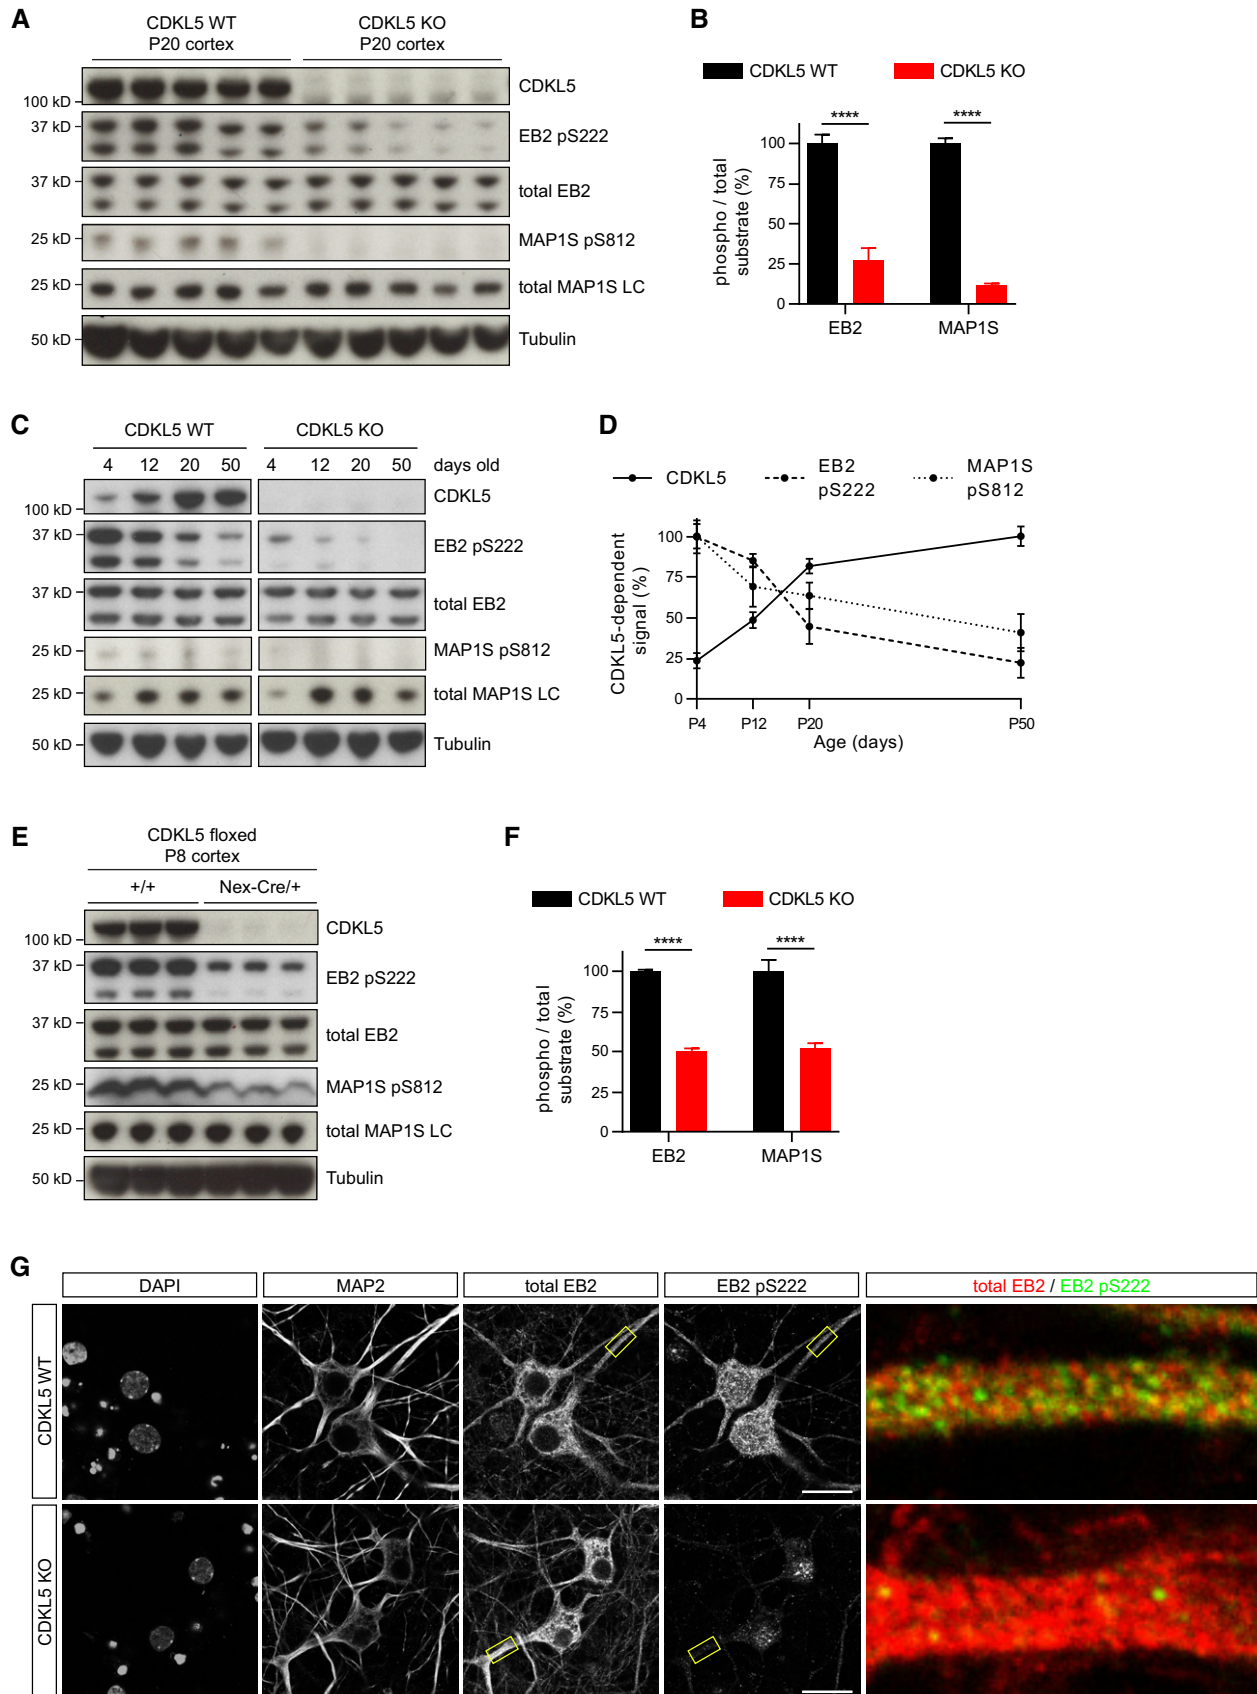 A
CDKL5 WT
P20 cortex
CDKL5 KO
P20 cortex
100 kD
CDKL5
37 kD
EB2 pS222
37 kD
total EB2
25 kD
MAP1S pS812
25 kD
total MAP1S LC
50 kD
Tubulin
B
CDKL5 WT
CDKL5 KO
phospho / total
substrate (%)
100
75
50
25
0
****
****
EB2
MAP1S
C
CDKL5 WT
CDKL5 KO
4 12 20 50 4 12 20 50 days old
100 kD
CDKL5
37 kD
EB2 pS222
37 kD
total EB2
25 kD
MAP1S pS812
25 kD
total MAP1S LC
50 kD
Tubulin
D
CDKL5
EB2
pS222
MAP1S
pS812
CDKL5-dependent
signal (%)
100
75
50
25
0
P4
P12
P20
P50
Age (days)
E
CDKL5 floxed
P8 cortex
+/+
Nex-Cre/+
100 kD
CDKL5
37 kD
EB2 pS222
37 kD
total EB2
25 kD
MAP1S pS812
25 kD
total MAP1S LC
50 kD
Tubulin
F
CDKL5 WT
CDKL5 KO
phospho / total
substrate (%)
100
75
50
25
0
****
****
EB2
MAP1S
G
DAPI
MAP2
total EB2
EB2 pS222
total EB2 / EB2 pS222
CDKL5 WT
CDKL5 KO